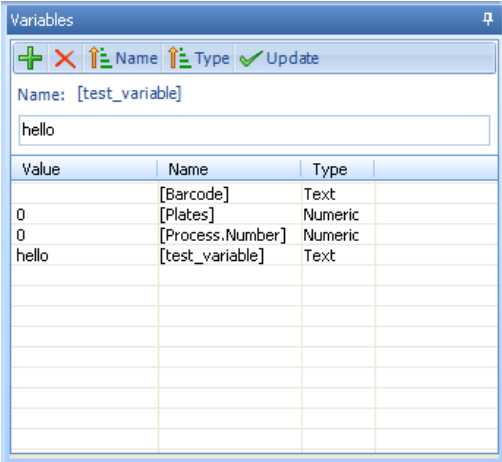 Variables
Name Type Update
Name: [test_variable]
hello
Value Name Type
[Barcode] Text
0 [Plates] Numeric
0 [Process.Number] Numeric
hello [test_variable] Text